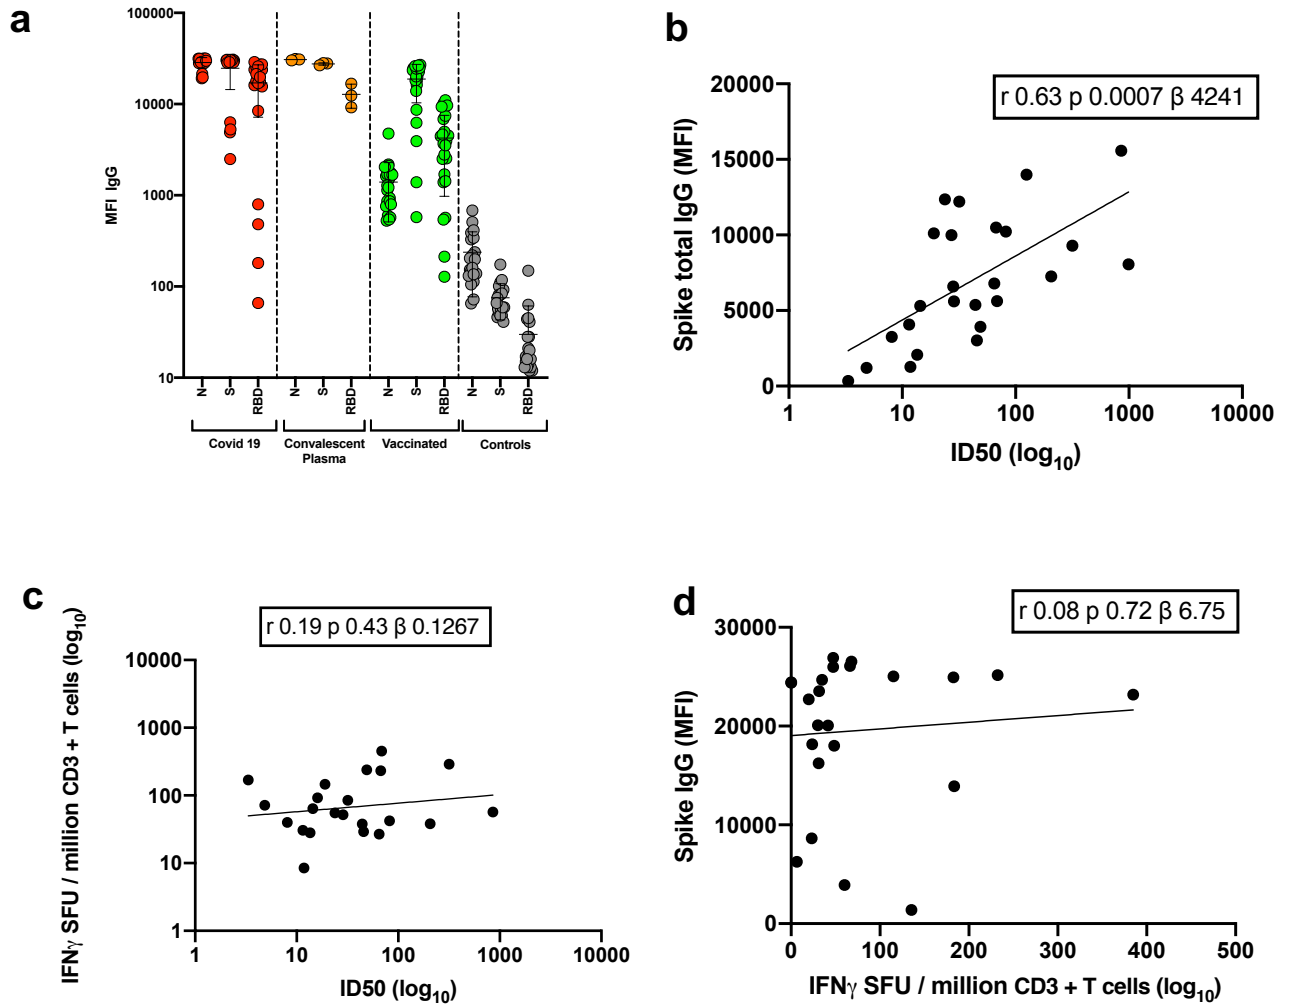 a
100000
10000
1000
100
10
MFI IgG
N
S
RBD
N
S
RBD
N
S
RBD
N
S
RBD
Covid 19
Convalescent
Plasma
Vaccinated
Controls
b
r 0.63 p 0.0007 β 4241
20000
15000
10000
5000
0
Spike total IgG (MFI)
1
10
100
1000
10000
ID50 (log10)
c
r 0.19 p 0.43 β 0.1267
10000
1000
100
10
1
IFNγ SFU / million CD3 + T cells (log10)
1
10
100
1000
10000
ID50 (log10)
d
r 0.08 p 0.72 β 6.75
30000
20000
10000
0
Spike IgG (MFI)
0
100
200
300
400
500
IFNγ SFU / million CD3 + T cells (log10)